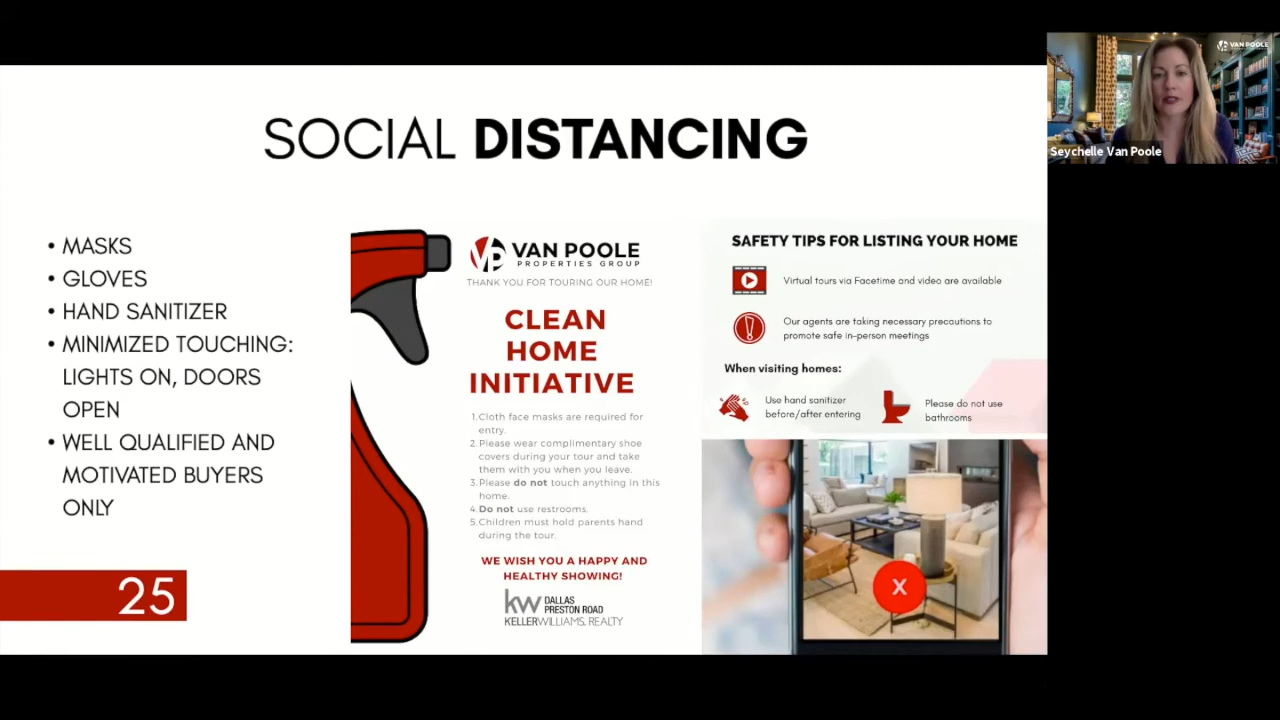 SOCIAL DISTANCING
• MASKS
• GLOVES
• HAND SANITIZER
• MINIMIZED TOUCHING:
LIGHTS ON, DOORS
OPEN
• WELL QUALIFIED AND
MOTIVATED BUYERS
ONLY
25
VP VAN POOLE
PROPERTIES GROUP
THANK YOU FOR TOURING OUR HOME!
CLEAN
HOME
INITIATIVE
1.Cloth face masks are required for
entry.
2.Please wear complimentary shoe
covers during your tour and take
them with you when you leave.
3.Please do not touch anything in this
home.
4.Do not use restrooms.
5.Children must hold parents hand
during the tour.
WE WISH YOU A HAPPY AND
HEALTHY SHOWING!
kw DALLAS
PRESTON ROAD
KELLERWILLIAMS. REALTY
SAFETY TIPS FOR LISTING YOUR HOME
Virtual tours via Facetime and video are available
Our agents are taking necessary precautions to
promote safe in-person meetings
When visiting homes:
Use hand sanitizer
before/after entering
Please do not use
bathrooms
X
VAN POOLE
Seychelle Van Poole